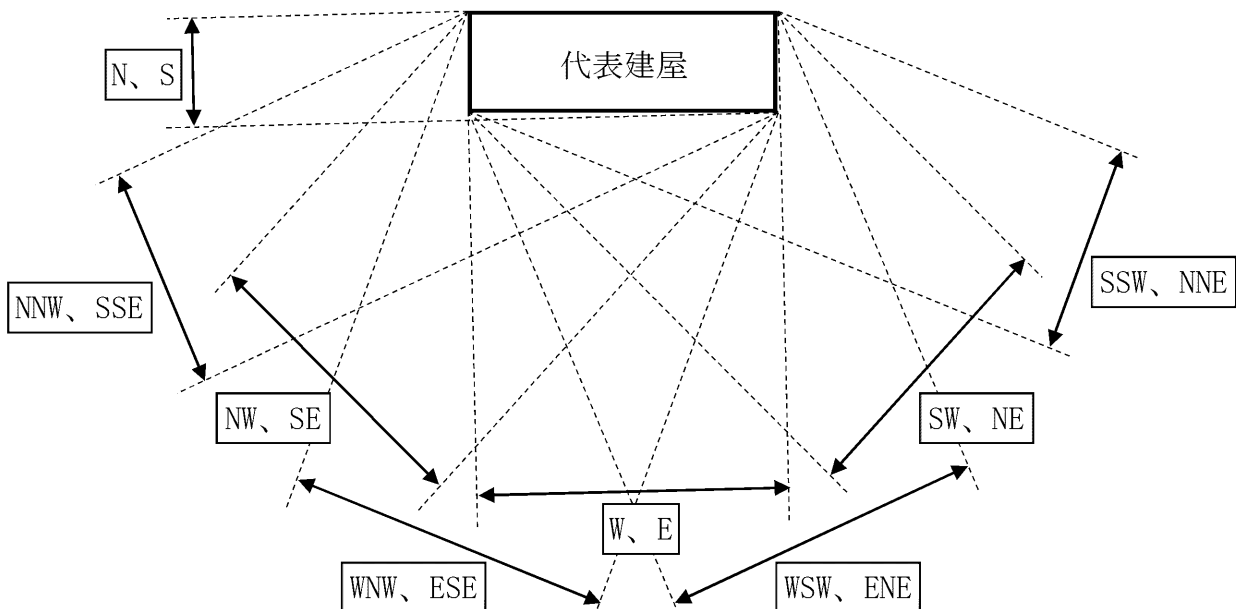 代表建屋
N、S
NNW、SSE
SSW、NNE
NW、SE
SW、NE
W、E
WNW、ESE
WSW、ENE